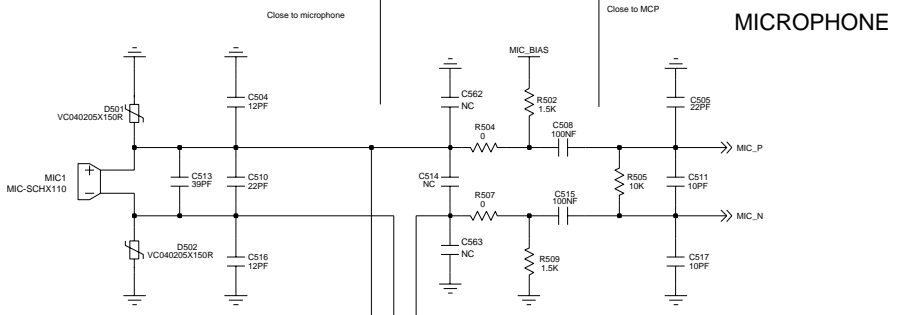 Close to microphone
Close to MCP
MICROPHONE
MIC_BIAS
D501
VC040205X150R
C504
12PF
C562
NC
R502
1.5K
C505
22PF
R504
0
C508
100NF
MIC_P
MIC1
MIC-SCHX110
+
−
C513
39PF
C510
22PF
C514
NC
R505
10K
C511
10PF
R507
0
C515
100NF
MIC_N
D502
VC040205X150R
C516
12PF
C563
NC
R509
1.5K
C517
10PF